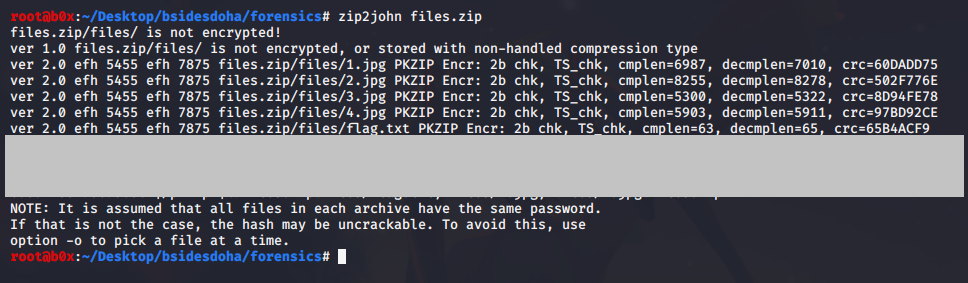 root@b0x:~/Desktop/bsidesdoha/forensics# zip2john files.zip
files.zip/files/ is not encrypted!
ver 1.0 files.zip/files/ is not encrypted, or stored with non-handled compression type
ver 2.0 efh 5455 efh 7875 files.zip/files/1.jpg PKZIP Encr: 2b chk, TS_chk, cmplen=6987, decmplen=7010, crc=60DADD75
ver 2.0 efh 5455 efh 7875 files.zip/files/2.jpg PKZIP Encr: 2b chk, TS_chk, cmplen=8255, decmplen=8278, crc=502F776E
ver 2.0 efh 5455 efh 7875 files.zip/files/3.jpg PKZIP Encr: 2b chk, TS_chk, cmplen=5300, decmplen=5322, crc=8D94FE78
ver 2.0 efh 5455 efh 7875 files.zip/files/4.jpg PKZIP Encr: 2b chk, TS_chk, cmplen=5903, decmplen=5911, crc=97BD92CE
ver 2.0 efh 5455 efh 7875 files.zip/files/flag.txt PKZIP Encr: 2b chk, TS_chk, cmplen=63, decmplen=65, crc=65B4ACF9
NOTE: It is assumed that all files in each archive have the same password.
If that is not the case, the hash may be uncrackable. To avoid this, use
option -o to pick a file at a time.
root@b0x:~/Desktop/bsidesdoha/forensics#